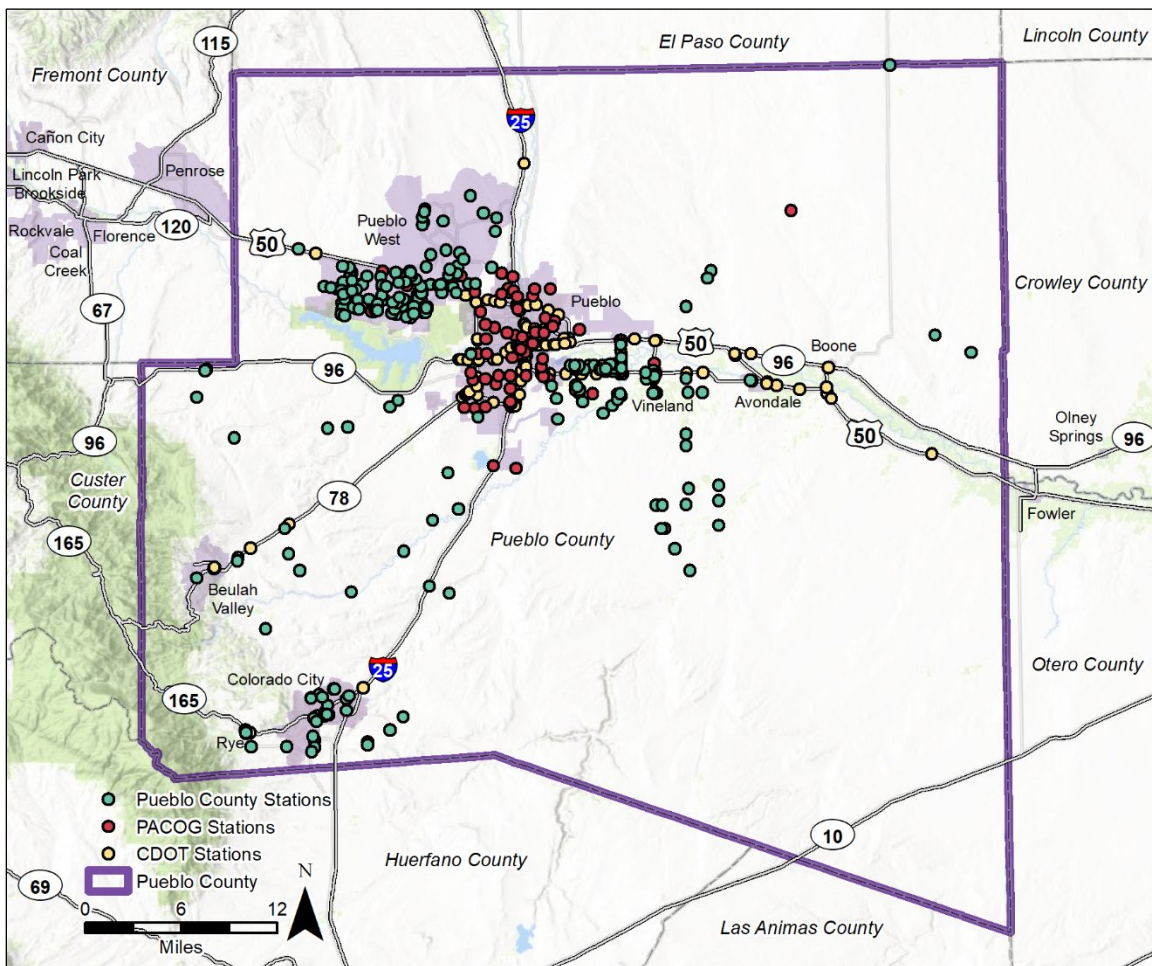 115
El Paso County
Lincoln County
Fremont County
25
Cañon City
Penrose
Lincoln Park
Brookside
Pueblo
West
Rockvale
Florence
120
50
Coal
Creek
Crowley County
67
Pueblo
50
96
Boone
96
Vineland
Avondale
50
Olney
Springs
96
96
Custer
County
78
Fowler
165
Pueblo County
Beulah
Valley
25
Otero County
Colorado City
165
Rye
Pueblo County Stations
PACOG Stations
CDOT Stations
Pueblo County
10
Huerfano County
69
N
0
6
12
Miles
Las Animas County